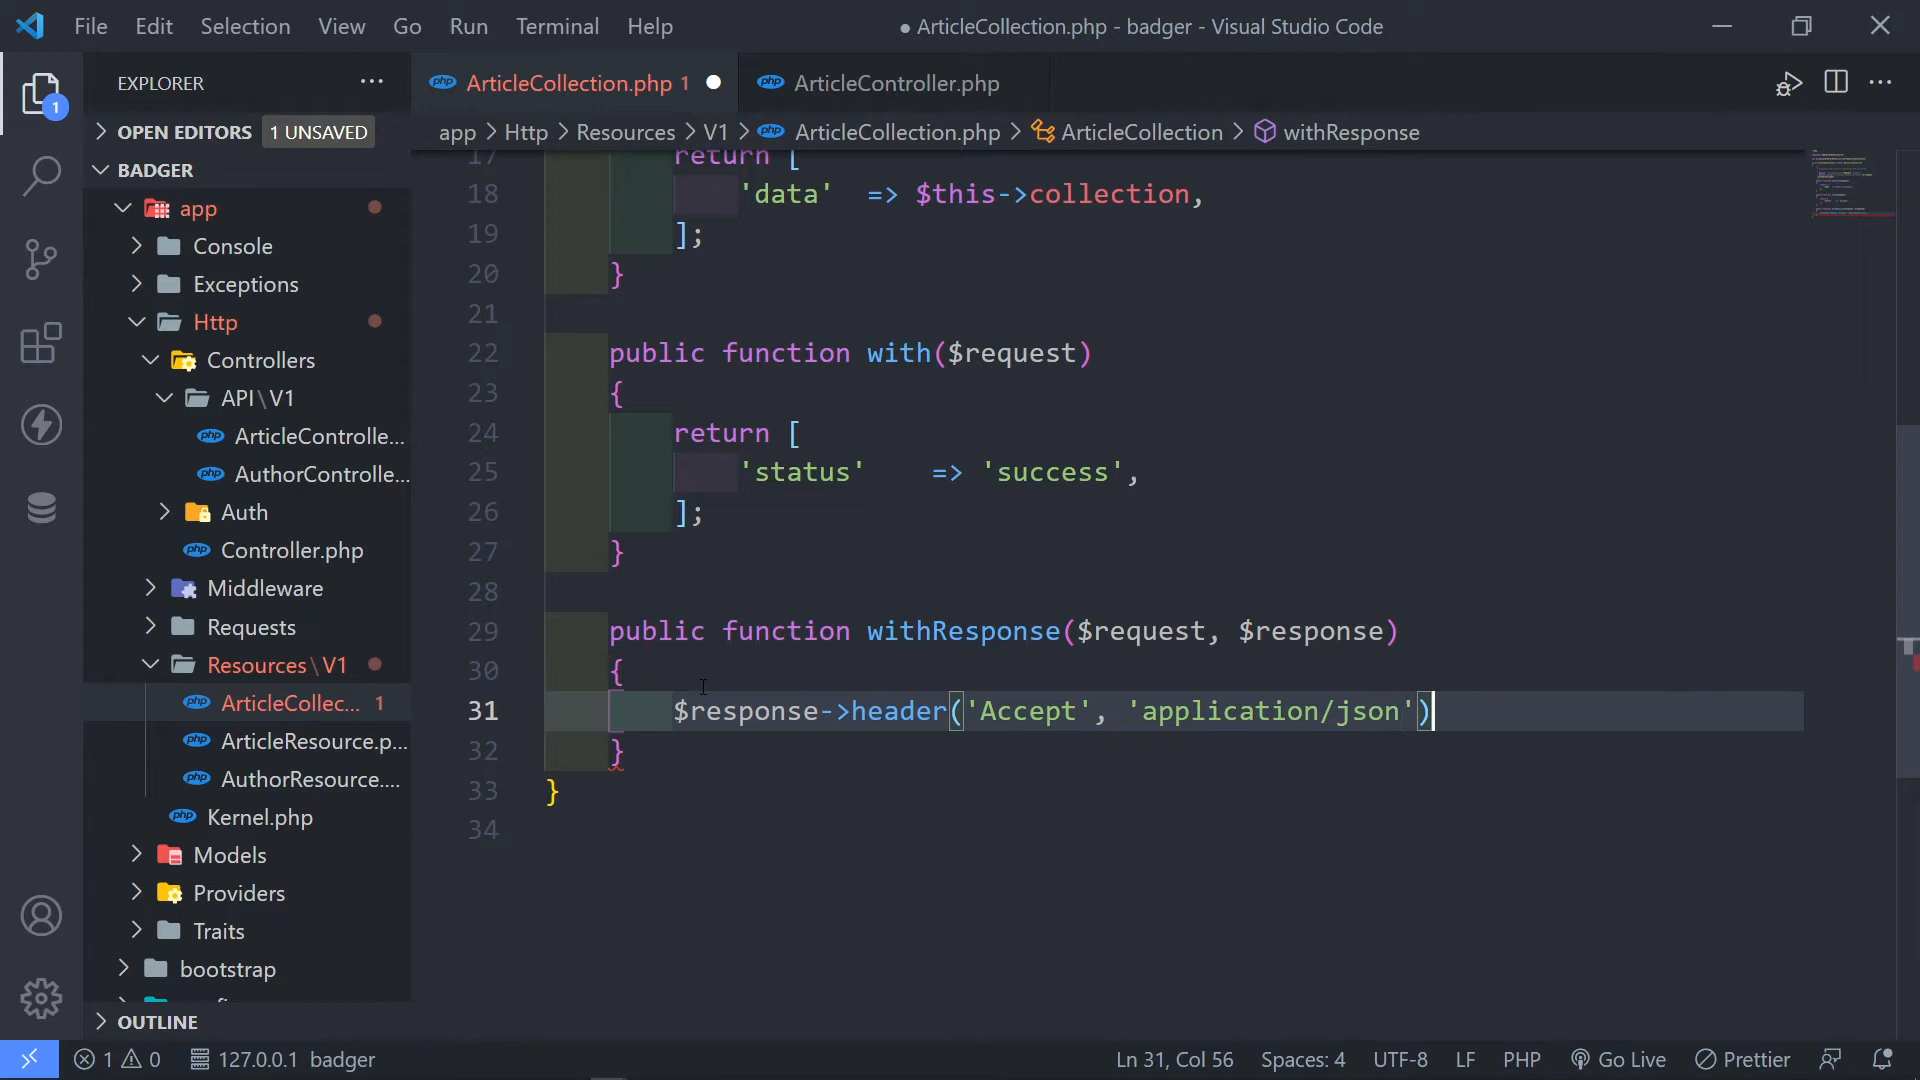 File Edit Selection View Go Run Terminal Help
● ArticleCollection.php - badger - Visual Studio Code
EXPLORER
ArticleCollection.php 1
ArticleController.php
OPEN EDITORS 1 UNSAVED
app > Http > Resources > V1 > ArticleCollection.php > ArticleCollection > withResponse
BADGER
app
Console
Exceptions
Http
Controllers
API\V1
ArticleControlle...
AuthorControlle...
Auth
Controller.php
Middleware
Requests
Resources\V1
ArticleCollec... 1
ArticleResource.p...
AuthorResource....
Kernel.php
Models
Providers
Traits
bootstrap
OUTLINE
17 return [
18 'data' => $this->collection,
19 ];
20 }
21
22 public function with($request)
23 {
24 return [
25 'status' => 'success',
26 ];
27 }
28
29 public function withResponse($request, $response)
30 {
31 $response->header('Accept', 'application/json')
32 }
33 }
34
1 0 127.0.0.1 badger
Ln 31, Col 56 Spaces: 4 UTF-8 LF PHP Go Live Prettier